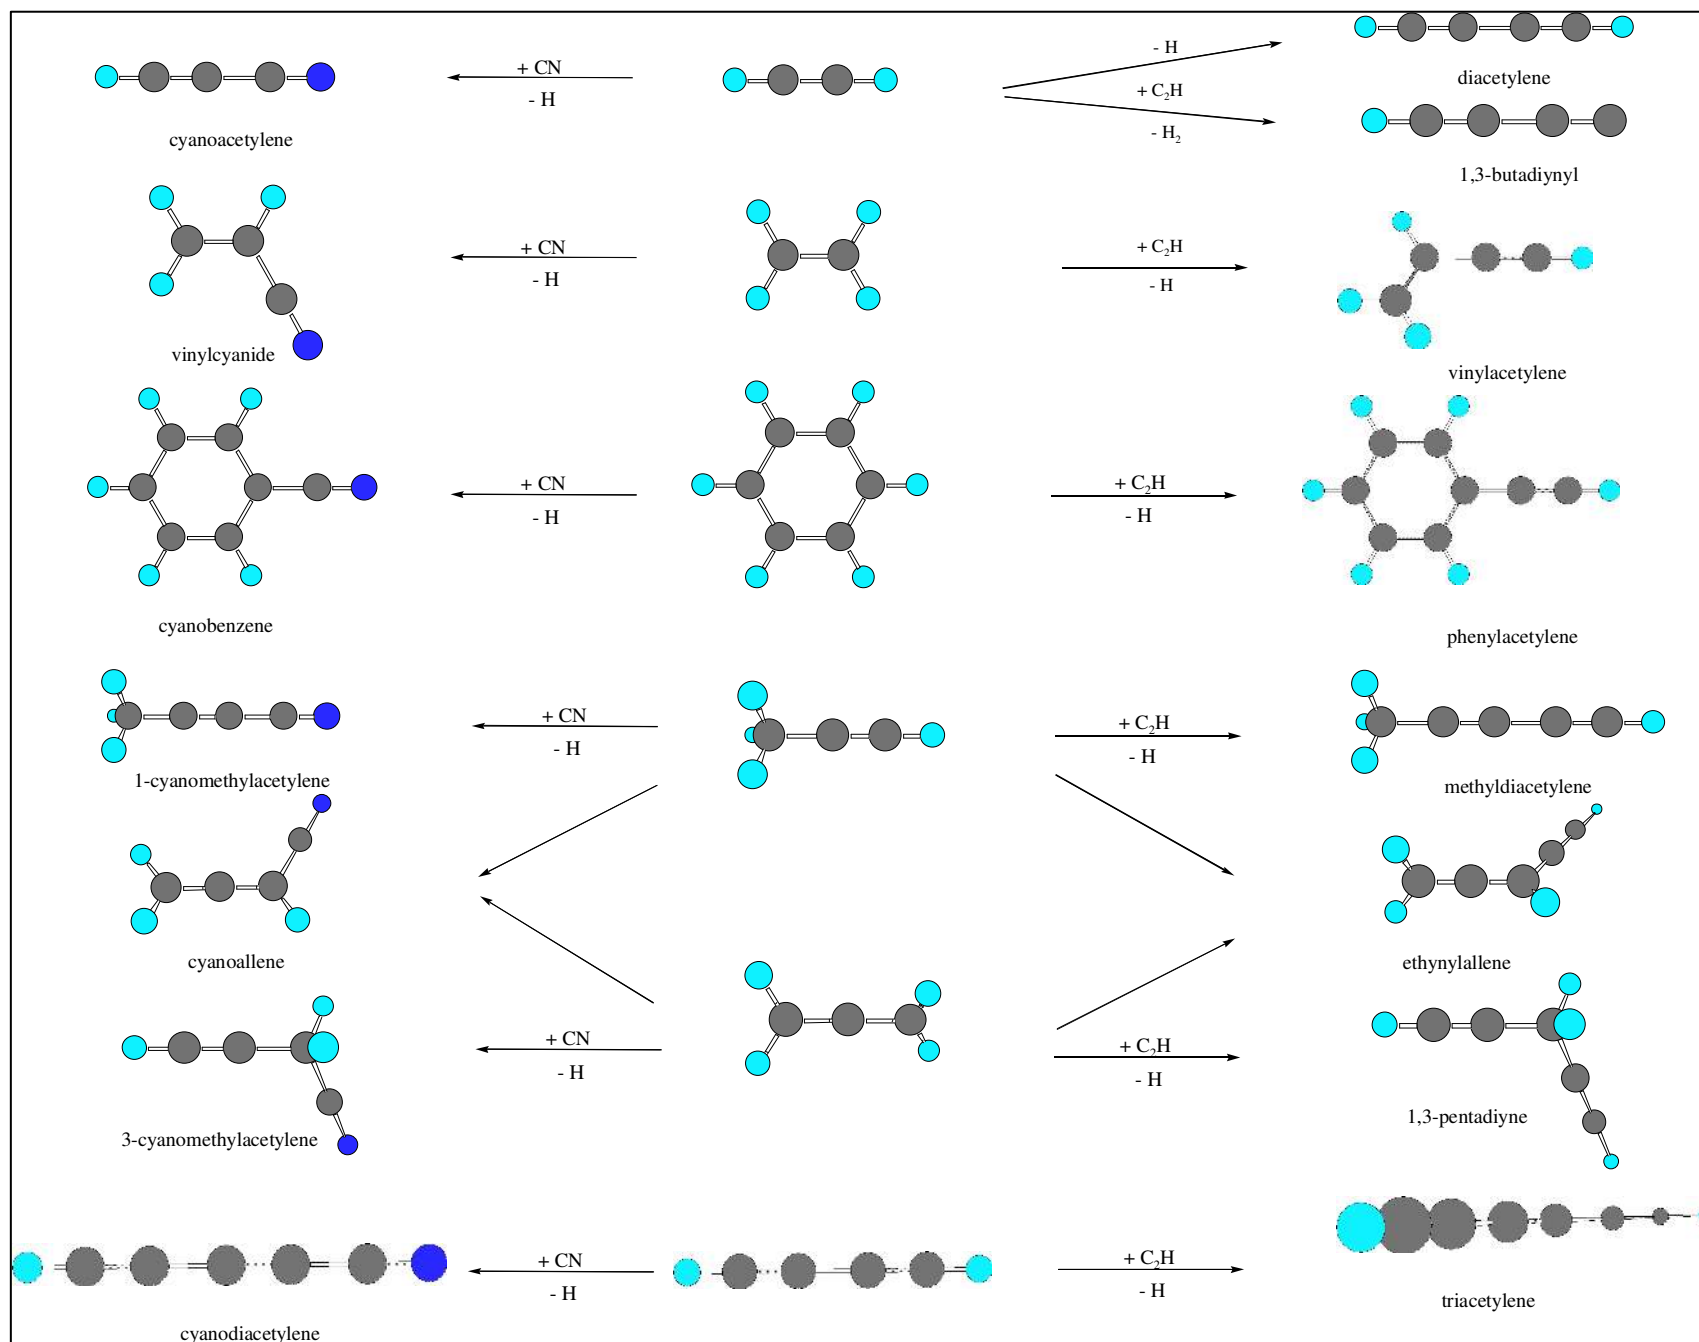 + CN
- H
cyanoacetylene
- H
+ C₂H
- H₂
diacetylene
1,3-butadiynyl
+ CN
- H
vinylcyanide
+ C₂H
- H
vinylacetylene
+ CN
- H
cyanobenzene
+ C₂H
- H
phenylacetylene
+ CN
- H
1-cyanomethylacetylene
+ C₂H
- H
methyldiacetylene
cyanoallene
ethynylallene
+ CN
- H
3-cyanomethylacetylene
+ C₂H
- H
1,3-pentadiyne
+ CN
- H
cyanodiacetylene
+ C₂H
- H
triacetylene